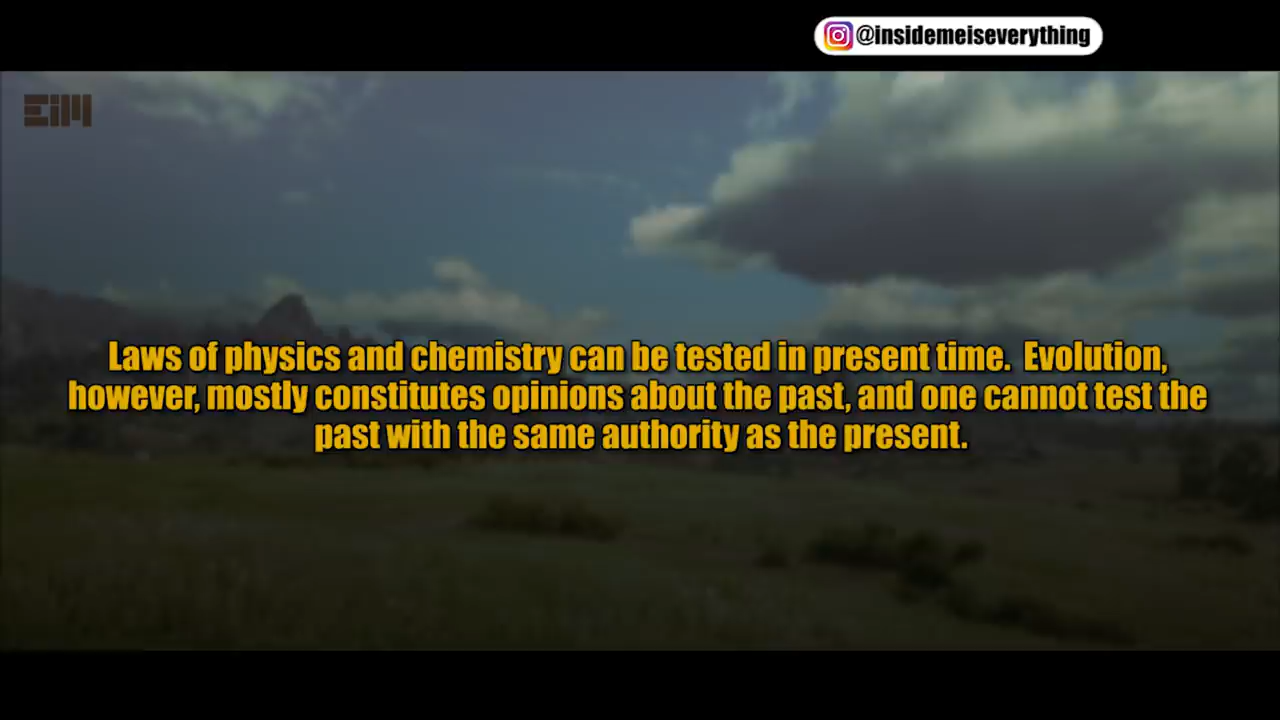 @insidemeiseverything
EiM
Laws of physics and chemistry can be tested in present time.  Evolution,
however, mostly constitutes opinions about the past, and one cannot test the
past with the same authority as the present.